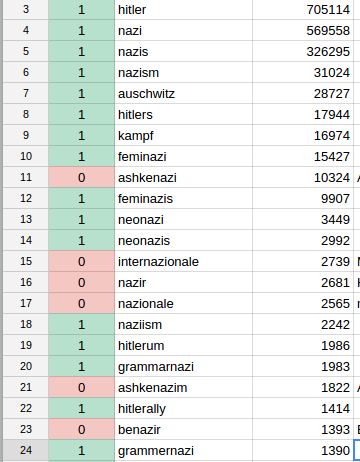 3 1 hitler 705114
4 1 nazi 569558
5 1 nazis 326295
6 1 nazism 31024
7 1 auschwitz 28727
8 1 hitlers 17944
9 1 kampf 16974
10 1 feminazi 15427
11 0 ashkenazi 10324
12 1 feminazis 9907
13 1 neonazi 3449
14 1 neonazis 2992
15 0 internazionale 2739
16 0 nazir 2681
17 0 nazionale 2565
18 1 naziism 2242
19 1 hitlerum 1986
20 1 grammarnazi 1983
21 0 ashkenazim 1822
22 1 hitlerally 1414
23 0 benazir 1393
24 1 grammernazi 1390